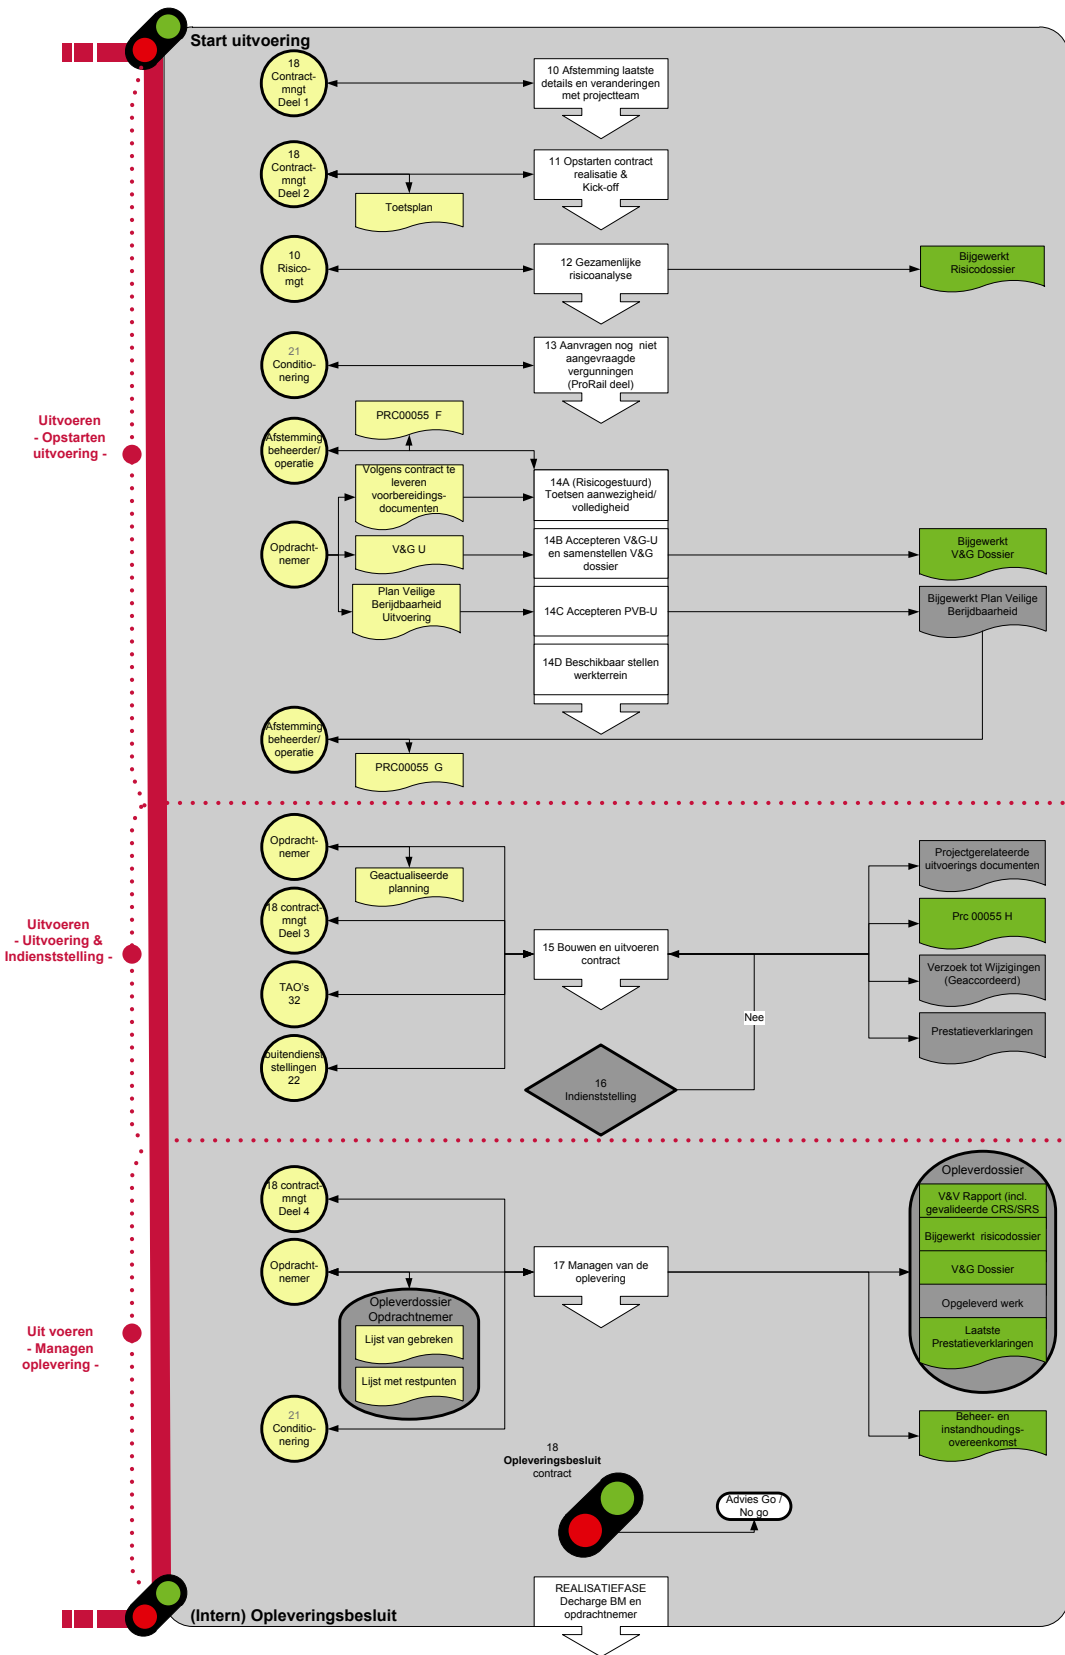 Start uitvoering
18
Contract-
mngt
Deel 1
10 Afstemming laatste
details en veranderingen
met projectteam
18
Contract-
mngt
Deel 2
Toetsplan
11 Opstarten contract
realisatie &
Kick-off
10
Risico-
mgt
12 Gezamenlijke
risicoanalyse
Bijgewerkt
Risicodossier
21
Conditio-
nering
13 Aanvragen nog niet
aangevraagde
vergunningen
(ProRail deel)
Uitvoeren
- Opstarten
uitvoering -
PRC00055 F
Afstemming
beheerder/
operatie
Volgens contract te
leveren
voorbereidings-
documenten
14A (Risicogestuurd)
Toetsen aanwezigheid/
volledigheid
Opdracht-
nemer
V&G U
14B Accepteren V&G-U
en samenstellen V&G
dossier
Bijgewerkt
V&G Dossier
Plan Veilige
Berijdbaarheid
Uitvoering
14C Accepteren PVB-U
Bijgewerkt Plan Veilige
Berijdbaarheid
14D Beschikbaar stellen
werkterrein
Afstemming
beheerder/
operatie
PRC00055 G
Opdracht-
nemer
Geactualiseerde
planning
Projectgerelateerde
uitvoerings documenten
18 contract-
mngt
Deel 3
Prc 00055 H
Uitvoeren
- Uitvoering &
Indienststelling -
15 Bouwen en uitvoeren
contract
Verzoek tot Wijzigingen
(Geaccordeerd)
TAO's
32
Nee
Prestatieverklaringen
buitendienst
stellingen
22
16
Indienststelling
18 contract-
mngt
Deel 4
Opleverdossier
V&V Rapport (incl.
gevalideerde CRS/SRS
Bijgewerkt risicodossier
V&G Dossier
Opgeleverd werk
Laatste
Prestatieverklaringen
Opdracht-
nemer
17 Managen van de
oplevering
Opleverdossier
Opdrachtnemer
Lijst van gebreken
Lijst met restpunten
Uit voeren
- Managen
oplevering -
21
Conditio-
nering
Beheer- en
instandhoudings-
overeenkomst
18
Opleveringsbesluit
contract
Advies Go /
No go
REALISATIEFASE
Decharge BM en
opdrachtnemer
(Intern) Opleveringsbesluit